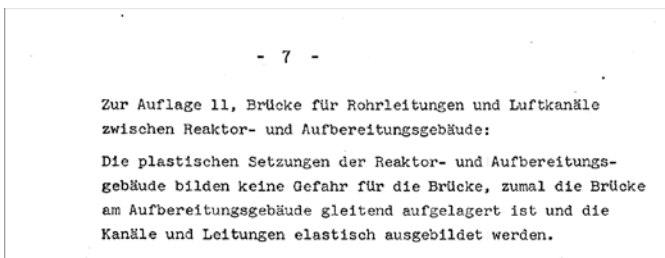 - 7 -
Zur Auflage 11, Brücke für Rohrleitungen und Luftkanäle
zwischen Reaktor- und Aufbereitungsgebäude:
Die plastischen Setzungen der Reaktor- und Aufbereitungs-
gebäude bilden keine Gefahr für die Brücke, zumal die Brücke
am Aufbereitungsgebäude gleitend aufgelagert ist und die
Kanäle und Leitungen elastisch ausgebildet werden.